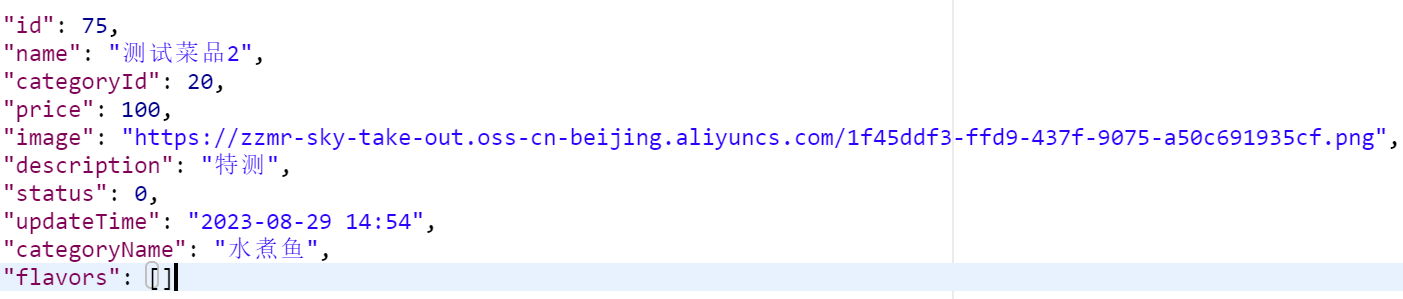 "id": 75,
"name": "测试菜品2",
"categoryId": 20,
"price": 100,
"image": "https://zzmr-sky-take-out.oss-cn-beijing.aliyuncs.com/1f45ddf3-ffd9-437f-9075-a50c691935cf.png",
"description": "特测",
"status": 0,
"updateTime": "2023-08-29 14:54",
"categoryName": "水煮鱼",
"flavors": []